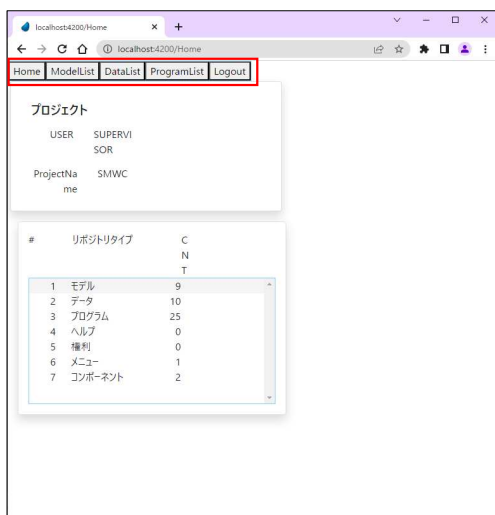 localhost:4200/Home
localhost:4200/Home
Home ModelList DataList ProgramList Logout
プロジェクト
USER SUPERVI
SOR
ProjectNa SMWC
me
# リポジトリタイプ C
N
T
1 モデル 9
2 データ 10
3 プログラム 25
4 ヘルプ 0
5 権利 0
6 メニュー 1
7 コンポーネント 2